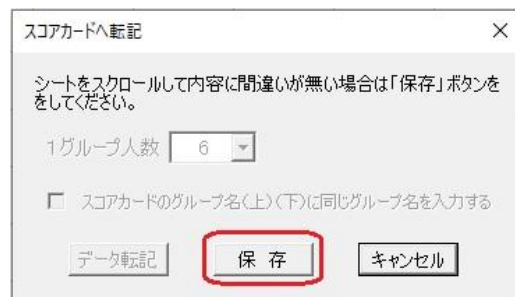 スコアカードへ転記
シートをスクロールして内容に間違いが無い場合は「保存」ボタンを
をしてください。
1グループ人数 6
スコアカードのグループ名(上)(下)に同じグループ名を入力する
データ転記 保 存 キャンセル